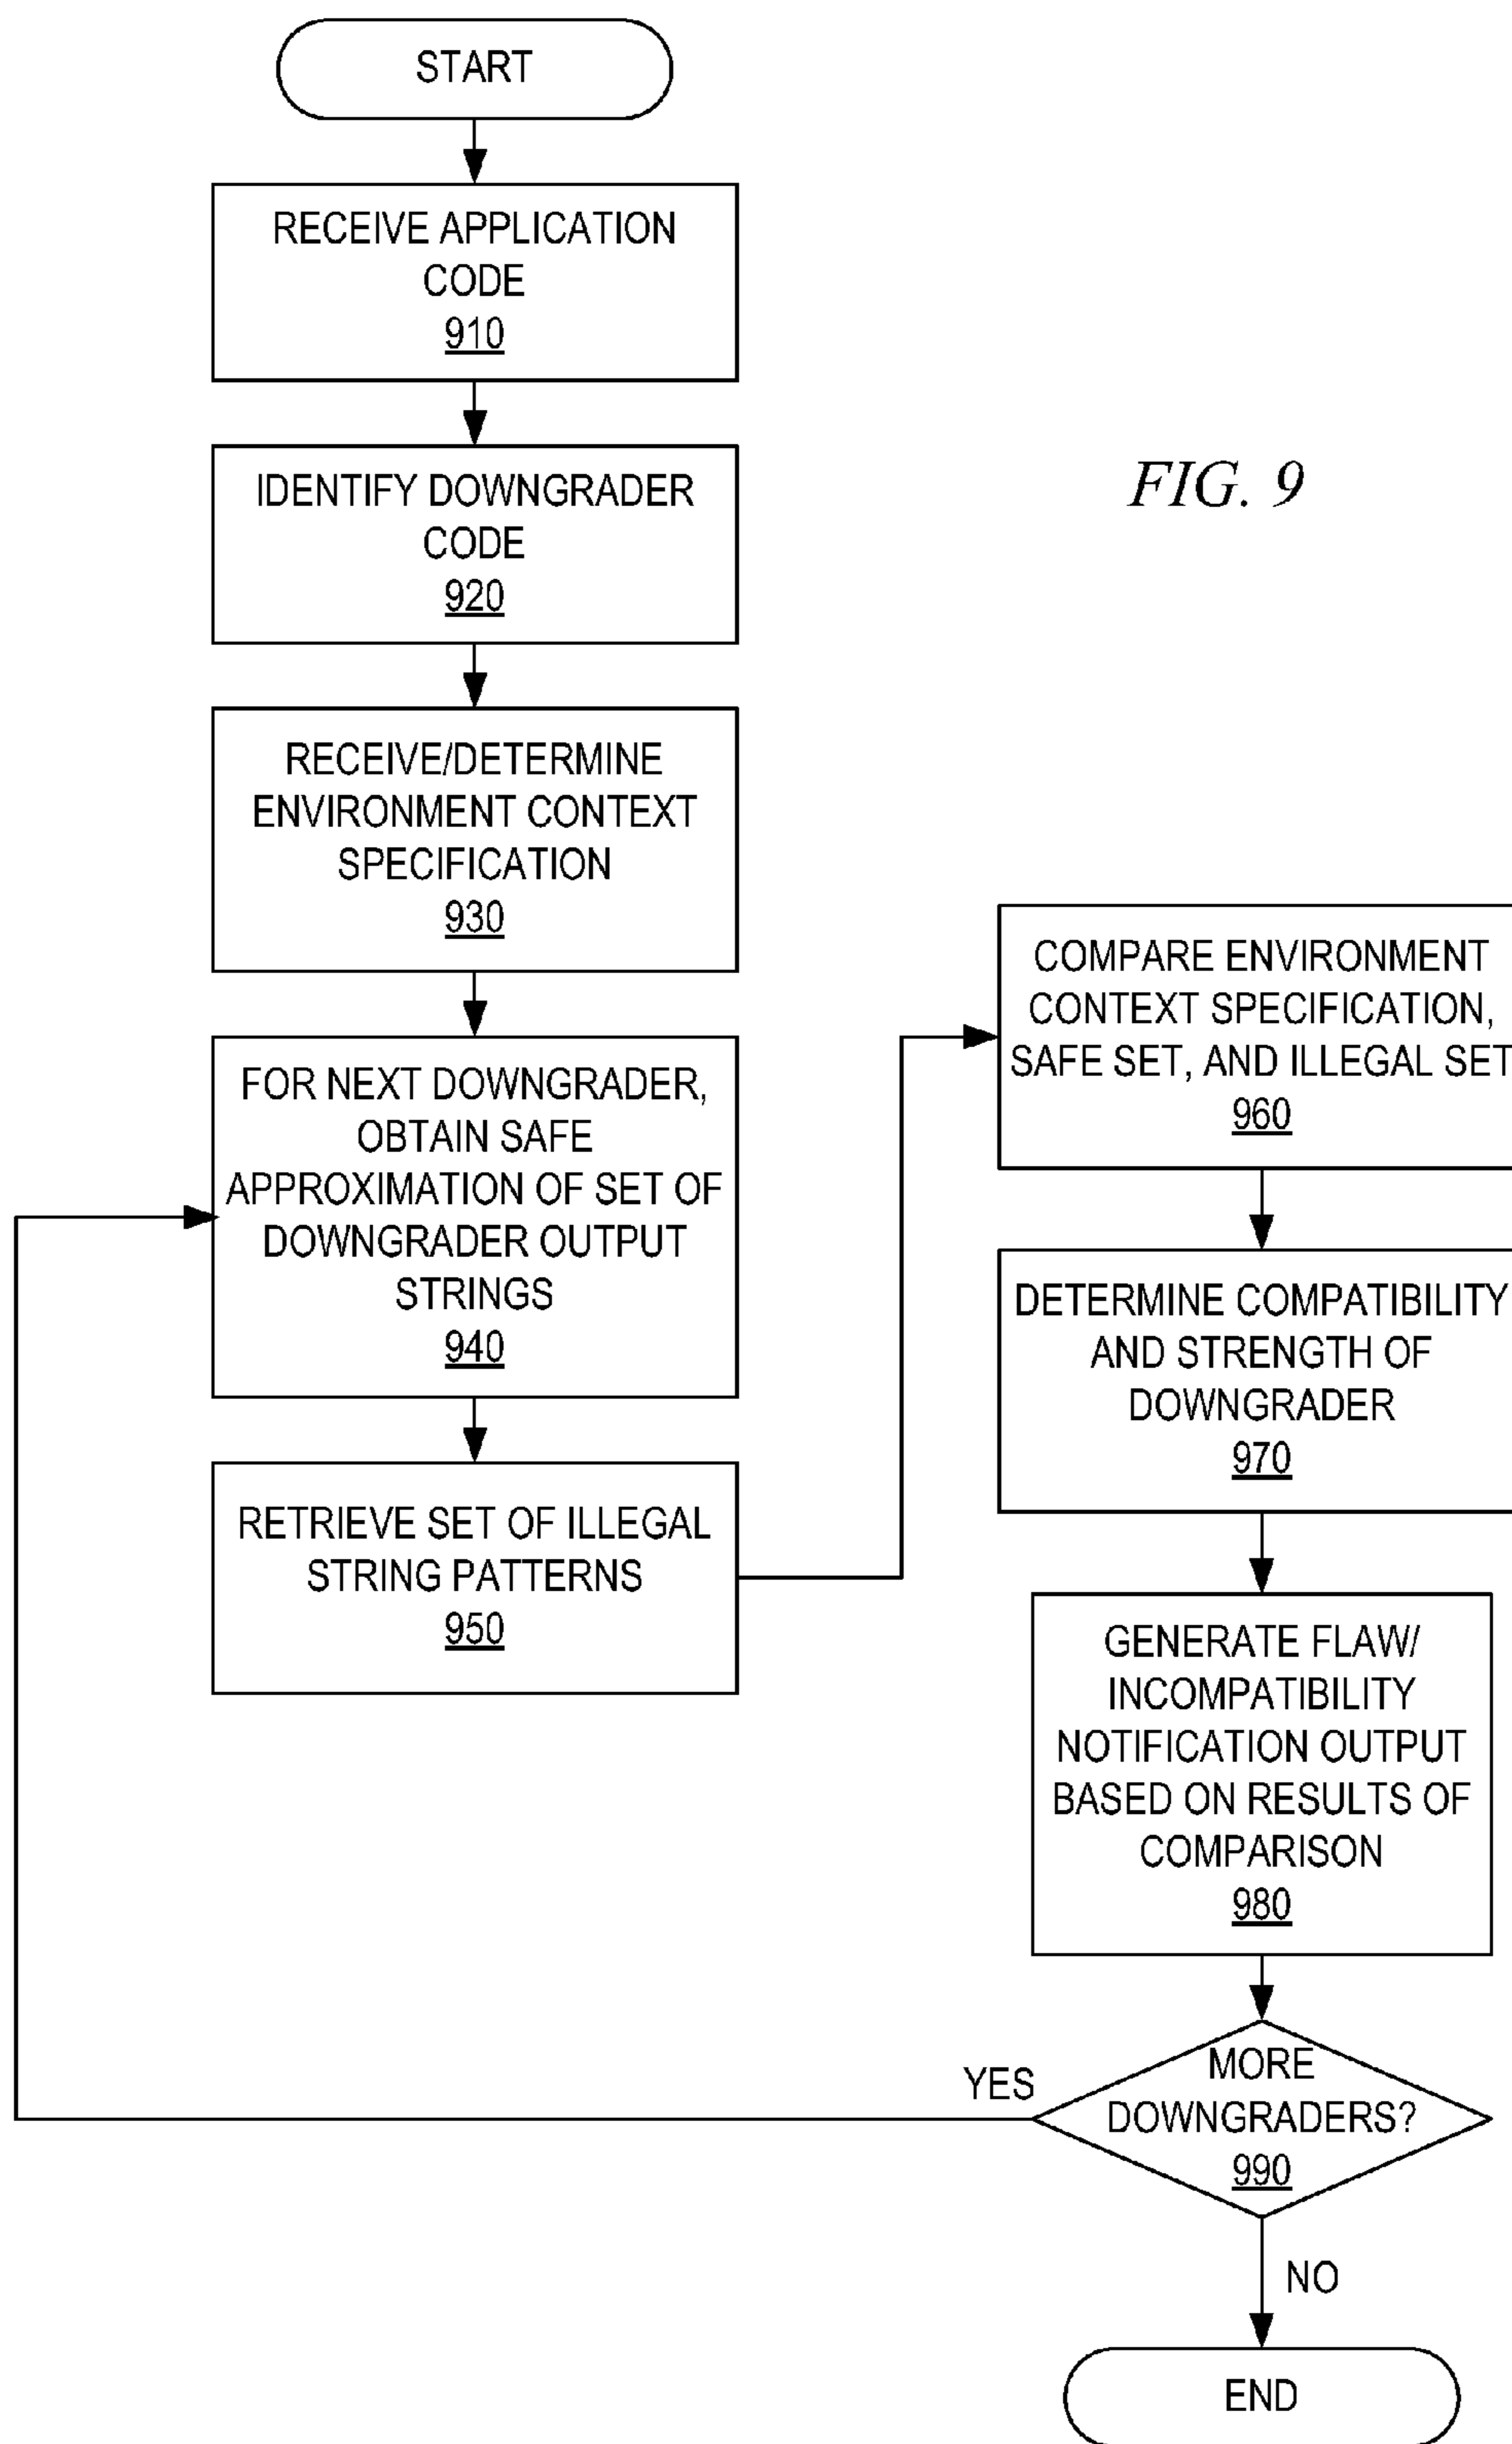 START
RECEIVE APPLICATION
CODE
910
IDENTIFY DOWNGRADER
CODE
920
RECEIVE/DETERMINE
ENVIRONMENT CONTEXT
SPECIFICATION
930
FOR NEXT DOWNGRADER,
OBTAIN SAFE
APPROXIMATION OF SET OF
DOWNGRADER OUTPUT
STRINGS
940
RETRIEVE SET OF ILLEGAL
STRING PATTERNS
950
FIG. 9
COMPARE ENVIRONMENT
CONTEXT SPECIFICATION,
SAFE SET, AND ILLEGAL SET
960
DETERMINE COMPATIBILITY
AND STRENGTH OF
DOWNGRADER
970
GENERATE FLAW/
INCOMPATIBILITY
NOTIFICATION OUTPUT
BASED ON RESULTS OF
COMPARISON
980
YES
MORE
DOWNGRADERS?
990
NO
END